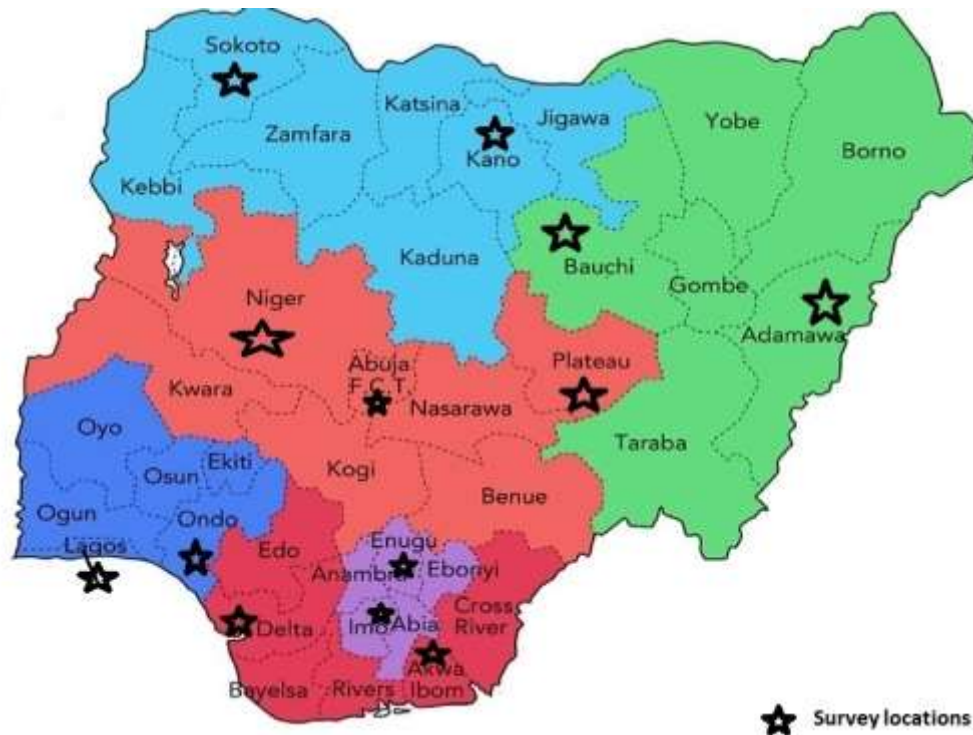 Sokoto
Katsina
Jigawa
Yobe
Zamfara
Kano
Borno
Kebbi
Kaduna
Bauchi
Gombe
Niger
Adamawa
Abuja
F.C.T.
Plateau
Kwara
Nasarawa
Oyo
Taraba
Osun
Ekiti
Kogi
Benue
Ogun
Ondo
Lagos
Edo
Enugu
Anambra
Ebonyi
Cross
River
Imo
Abia
Delta
Akwa
Ibom
Bayelsa
Rivers
Survey locations